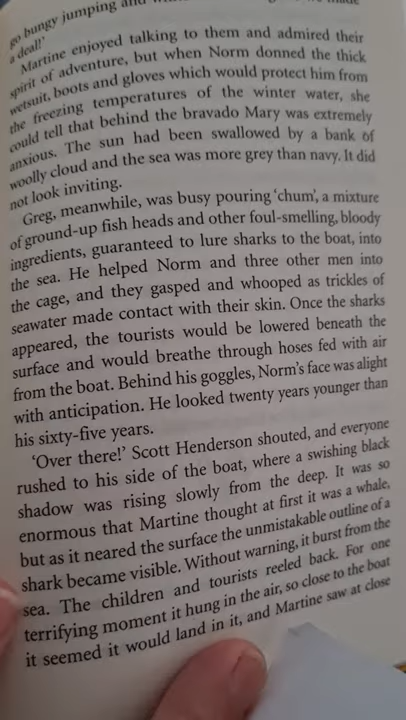 go bungy jumping and
a deal!'
Martine enjoyed talking to them and admired their
spirit of adventure, but when Norm donned the thick
wetsuit, boots and gloves which would protect him from
the freezing temperatures of the winter water, she
could tell that behind the bravado Mary was extremely
anxious. The sun had been swallowed by a bank of
woolly cloud and the sea was more grey than navy. It did
not look inviting.
Greg, meanwhile, was busy pouring 'chum', a mixture
of ground-up fish heads and other foul-smelling, bloody
ingredients, guaranteed to lure sharks to the boat, into
the sea. He helped Norm and three other men into
the cage, and they gasped and whooped as trickles of
seawater made contact with their skin. Once the sharks
appeared, the tourists would be lowered beneath the
surface and would breathe through hoses fed with air
from the boat. Behind his goggles, Norm's face was alight
with anticipation. He looked twenty years younger than
his sixty-five years.
'Over there!' Scott Henderson shouted, and everyone
rushed to his side of the boat, where a swishing black
shadow was rising slowly from the deep. It was so
enormous that Martine thought at first it was a whale,
but as it neared the surface the unmistakable outline of a
shark became visible. Without warning, it burst from the
sea. The children and tourists reeled back. For one
terrifying moment it hung in the air, so close to the boat
it seemed it would land in it, and Martine saw at close